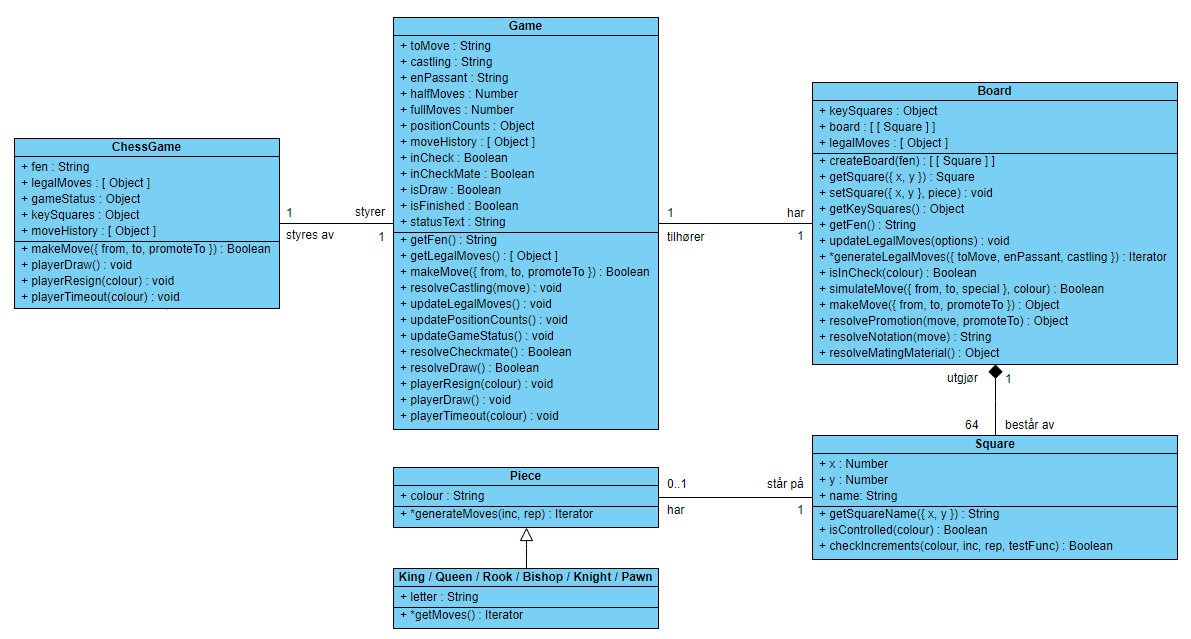 ChessGame
+ fen : String
+ legalMoves : [ Object ]
+ gameStatus : Object
+ keySquares : Object
+ moveHistory : [ Object ]
+ makeMove({ from, to, promoteTo }) : Boolean
+ playerDraw() : void
+ playerResign(colour) : void
+ playerTimeout(colour) : void
1
styrer
styres av
1
Game
+ toMove : String
+ castling : String
+ enPassant : String
+ halfMoves : Number
+ fullMoves : Number
+ positionCounts : Object
+ moveHistory : [ Object ]
+ inCheck : Boolean
+ inCheckMate : Boolean
+ isDraw : Boolean
+ isFinished : Boolean
+ statusText : String
+ getFen() : String
+ getLegalMoves() : [ Object ]
+ makeMove({ from, to, promoteTo }) : Boolean
+ resolveCastling(move) : void
+ updateLegalMoves() : void
+ updatePositionCounts() : void
+ updateGameStatus() : void
+ resolveCheckmate() : Boolean
+ resolveDraw() : Boolean
+ playerResign(colour) : void
+ playerDraw() : void
+ playerTimeout(colour) : void
1
har
tilhører
1
Board
+ keySquares : Object
+ board : [ [ Square ] ]
+ legalMoves : [ Object ]
+ createBoard(fen) : [ [ Square ] ]
+ getSquare({ x, y }) : Square
+ setSquare({ x, y }, piece) : void
+ getKeySquares() : Object
+ getFen() : String
+ updateLegalMoves(options) : void
+ *generateLegalMoves({ toMove, enPassant, castling }) : Iterator
+ isInCheck(colour) : Boolean
+ simulateMove({ from, to, special }, colour) : Boolean
+ makeMove({ from, to, promoteTo }) : Object
+ resolvePromotion(move, promoteTo) : Object
+ resolveNotation(move) : String
+ resolveMatingMaterial() : Object
utgjør
1
64
består av
Square
+ x : Number
+ y : Number
+ name: String
+ getSquareName({ x, y }) : String
+ isControlled(colour) : Boolean
+ checkIncrements(colour, inc, rep, testFunc) : Boolean
0..1
står på
har
1
Piece
+ colour : String
+ *generateMoves(inc, rep) : Iterator
King / Queen / Rook / Bishop / Knight / Pawn
+ letter : String
+ *getMoves() : Iterator